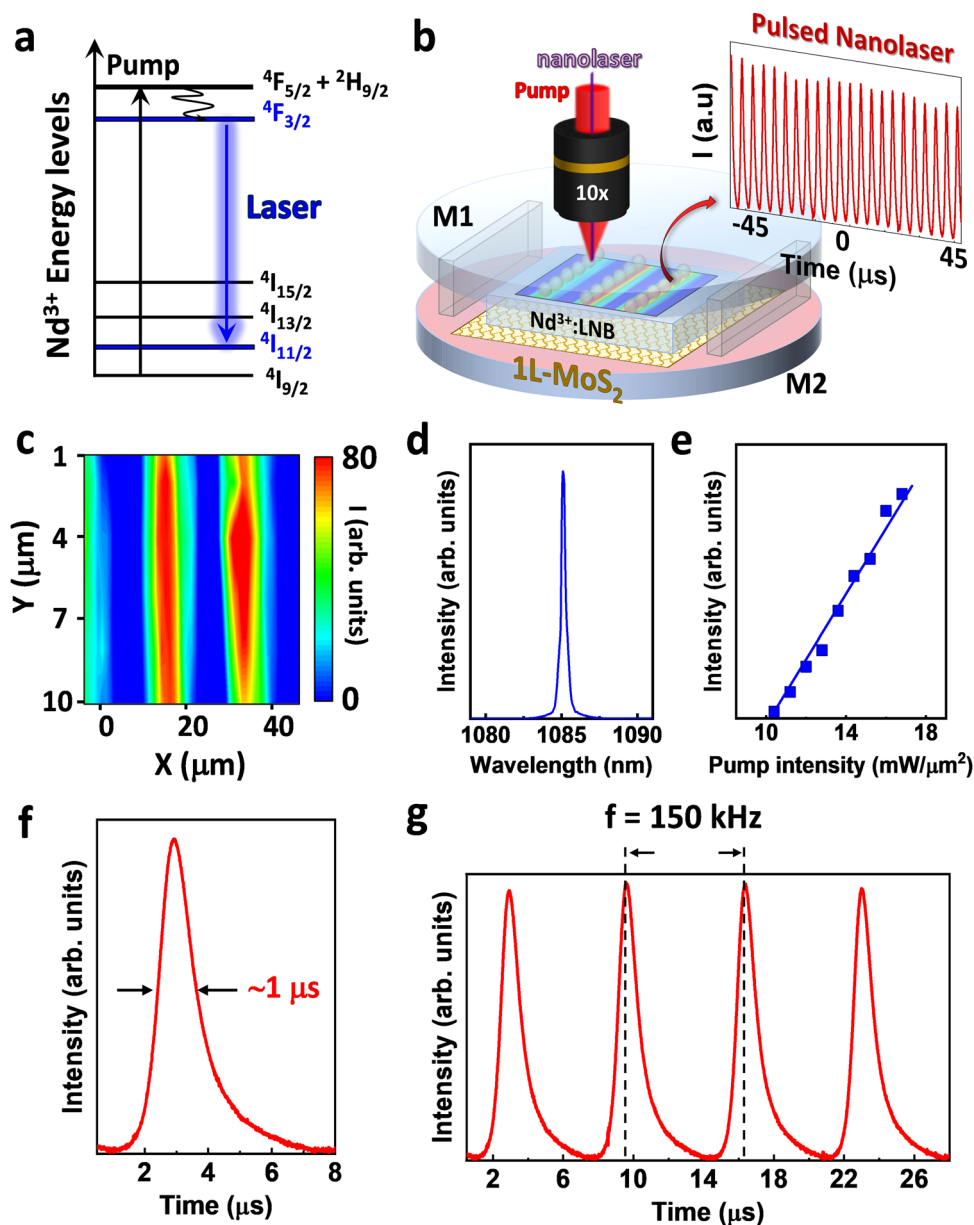 a
Nd³⁺ Energy levels
Pump
⁴F₅/₂ + ²H₉/₂
⁴F₃/₂
Laser
⁴I₁₅/₂
⁴I₁₃/₂
⁴I₁₁/₂
⁴I₉/₂
b
nanolaser
Pump
10x
M1
Nd³⁺:LNB
1L-MoS₂
M2
Pulsed Nanolaser
I (a.u)
-45 0 45
Time (μs)
c
Y (μm)
1
4
7
10
0 20 40
X (μm)
80
I (arb. units)
0
d
Intensity (arb. units)
1080 1085 1090
Wavelength (nm)
e
Intensity (arb. units)
10 14 18
Pump intensity (mW/μm²)
f
Intensity (arb. units)
~1 μs
2 4 6 8
Time (μs)
g
f = 150 kHz
Intensity (arb. units)
2 6 10 14 18 22 26
Time (μs)